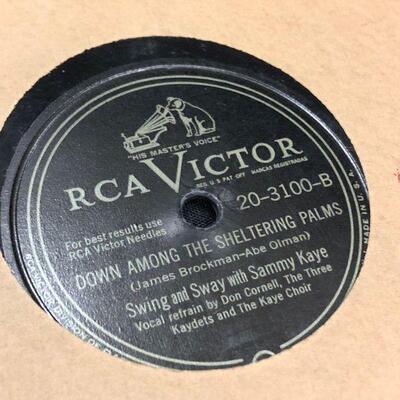 "HIS MASTER'S VOICE"
RCA VICTOR
REG. U.S. PAT. OFF. MARCAS REGISTRADAS
For best results use
RCA Victor Needles
20-3100-B
DOWN AMONG THE SHELTERING PALMS
(James Brockman-Abe Olman)
Swing and Sway with Sammy Kaye
Vocal refrain by Don Cornell, The Three
Kaydets and The Kaye Choir
MADE IN U.S.A.